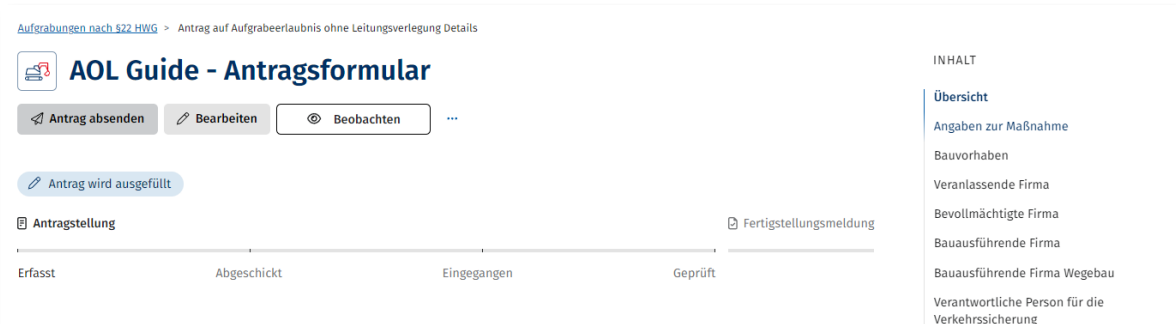 Aufgrabungen nach §22 HWG > Antrag auf Aufgrabeerlaubnis ohne Leitungsverlegung Details
AOL Guide - Antragsformular
Antrag absenden Bearbeiten Beobachten ...
Antrag wird ausgefüllt
Antragstellung Fertigstellungsmeldung
Erfasst Abgeschickt Eingegangen Geprüft
INHALT
Übersicht
Angaben zur Maßnahme
Bauvorhaben
Veranlassende Firma
Bevollmächtigte Firma
Bauausführende Firma
Bauausführende Firma Wegebau
Verantwortliche Person für die
Verkehrssicherung